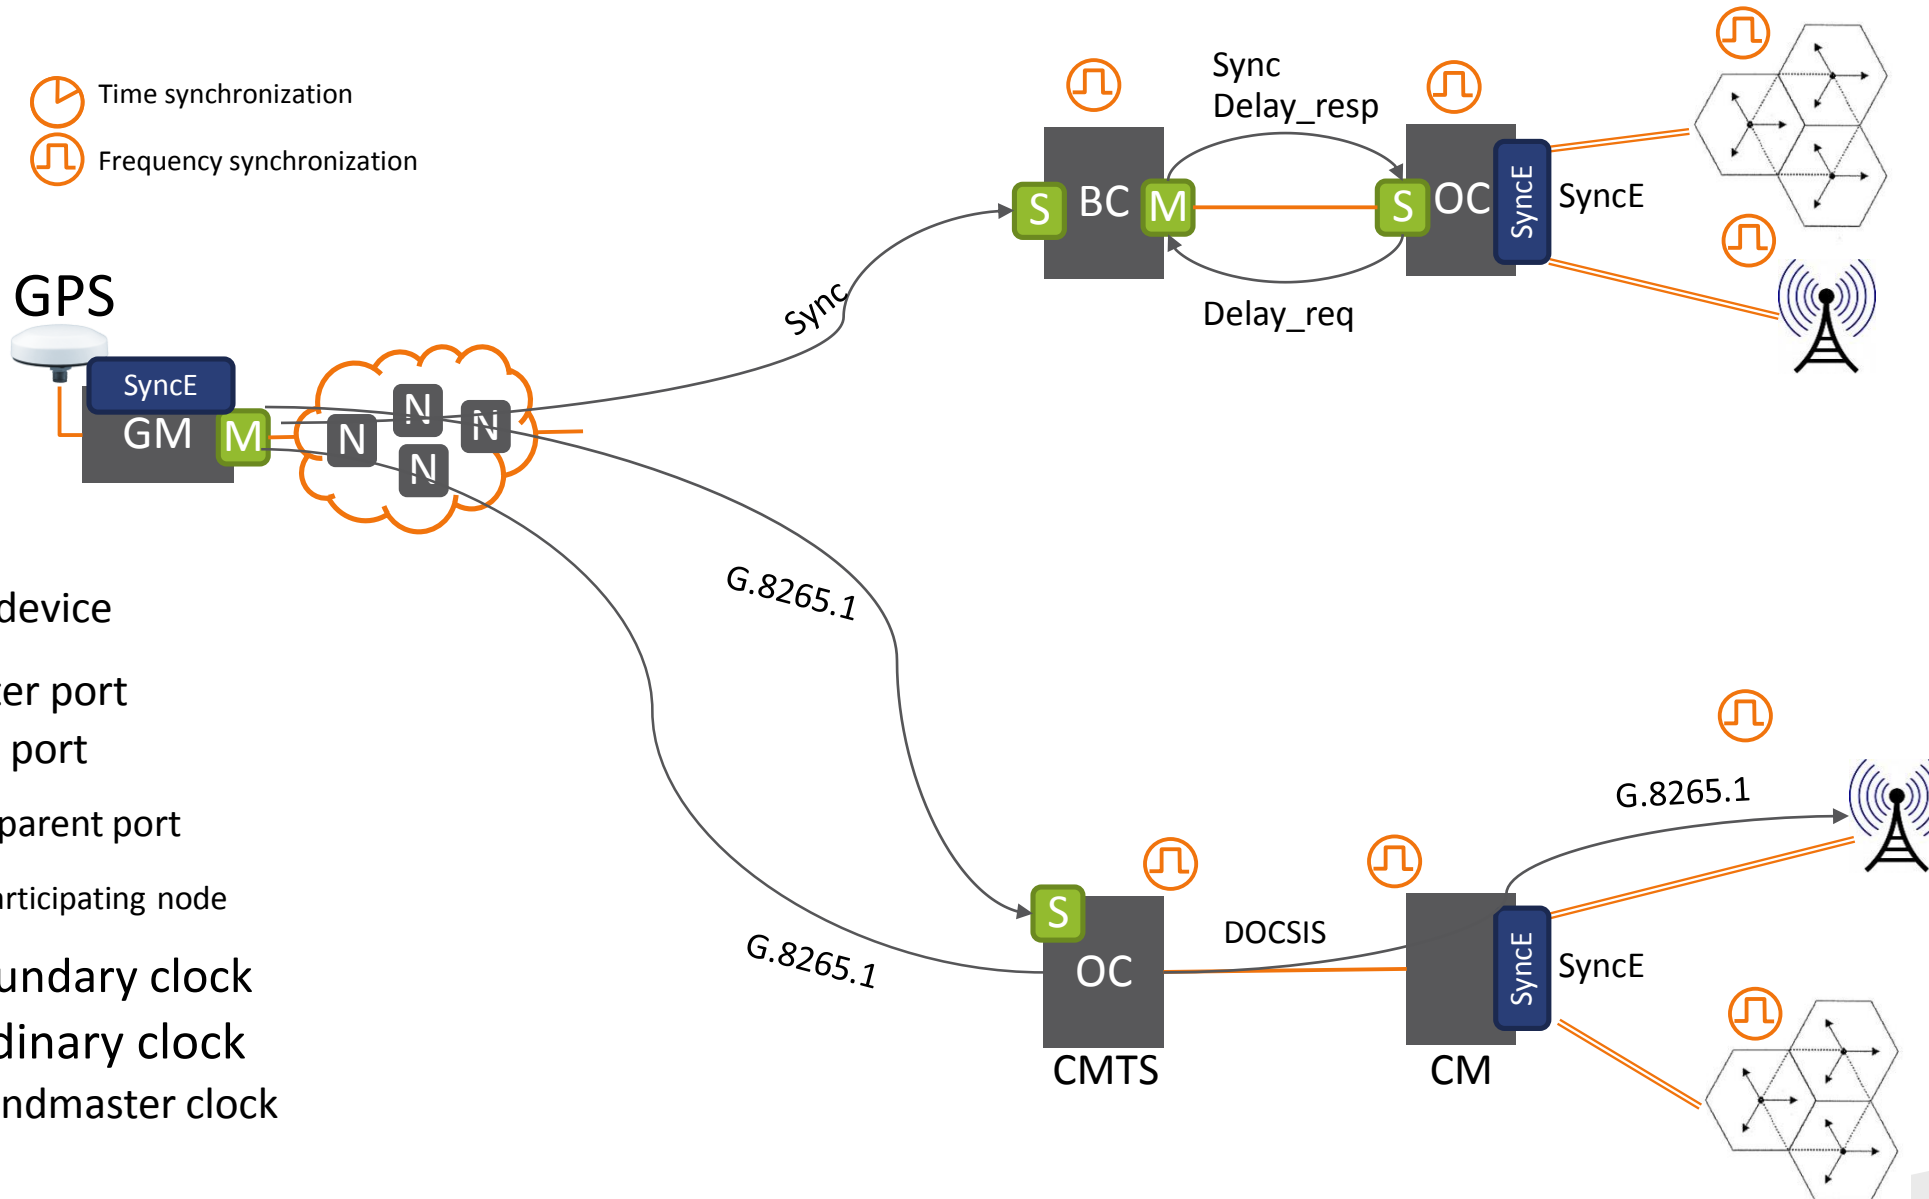 Time synchronization
Frequency synchronization
GPS
SyncE
GM
M
N
N
N
N
Sync
S
BC
M
Sync
Delay_resp
Delay_req
S
OC
SyncE
SyncE
G.8265.1
G.8265.1
S
OC
CMTS
DOCSIS
CM
SyncE
SyncE
G.8265.1
device
ter port
port
parent port
articipating node
undary clock
dinary clock
ndmaster clock